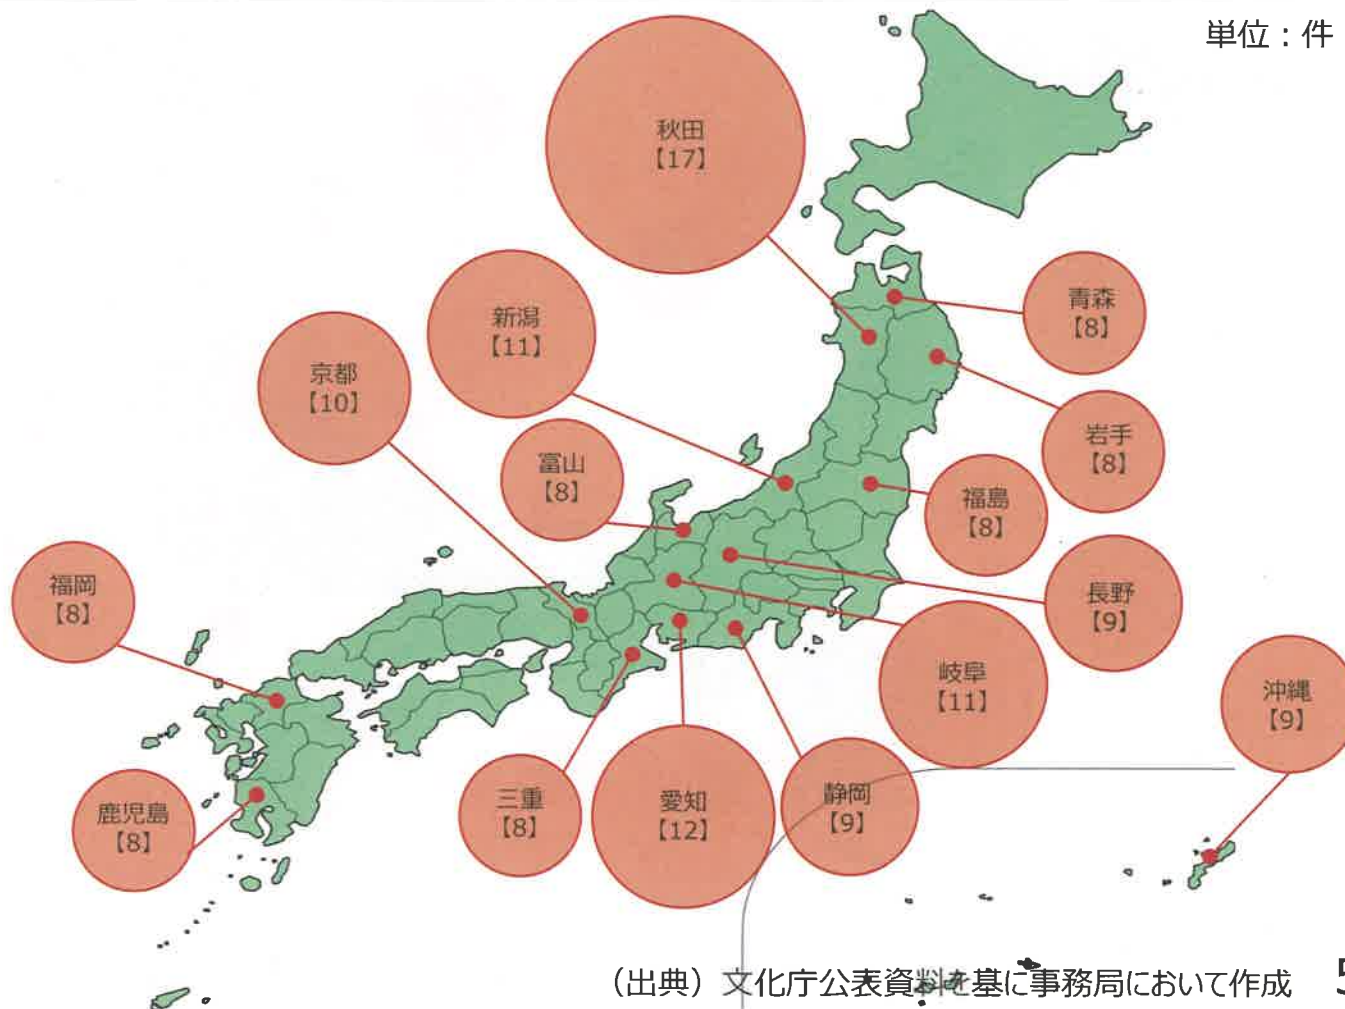 単位：件
秋田
【17】
青森
【8】
新潟
【11】
京都
【10】
岩手
【8】
富山
【8】
福島
【8】
福岡
【8】
長野
【9】
岐阜
【11】
沖縄
【9】
三重
【8】
愛知
【12】
静岡
【9】
鹿児島
【8】
（出典）文化庁公表資料を基に事務局において作成
5